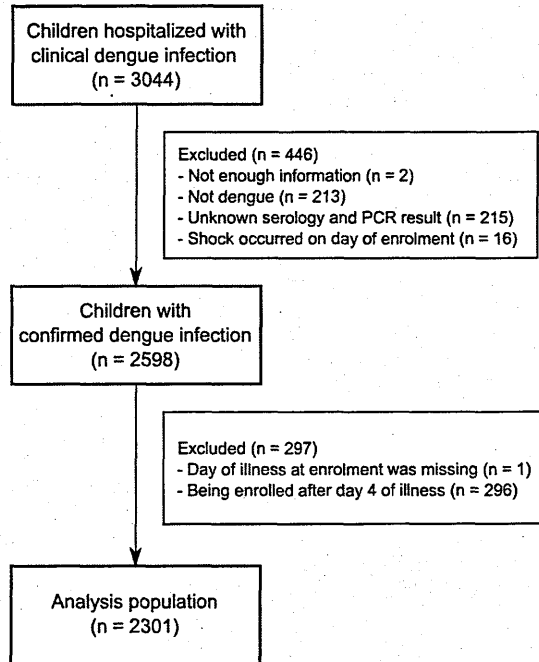 Children hospitalized with
clinical dengue infection
(n = 3044)
Excluded (n = 446)
- Not enough information (n = 2)
- Not dengue (n = 213)
- Unknown serology and PCR result (n = 215)
- Shock occurred on day of enrolment (n = 16)
Children with
confirmed dengue infection
(n = 2598)
Excluded (n = 297)
- Day of illness at enrolment was missing (n = 1)
- Being enrolled after day 4 of illness (n = 296)
Analysis population
(n = 2301)